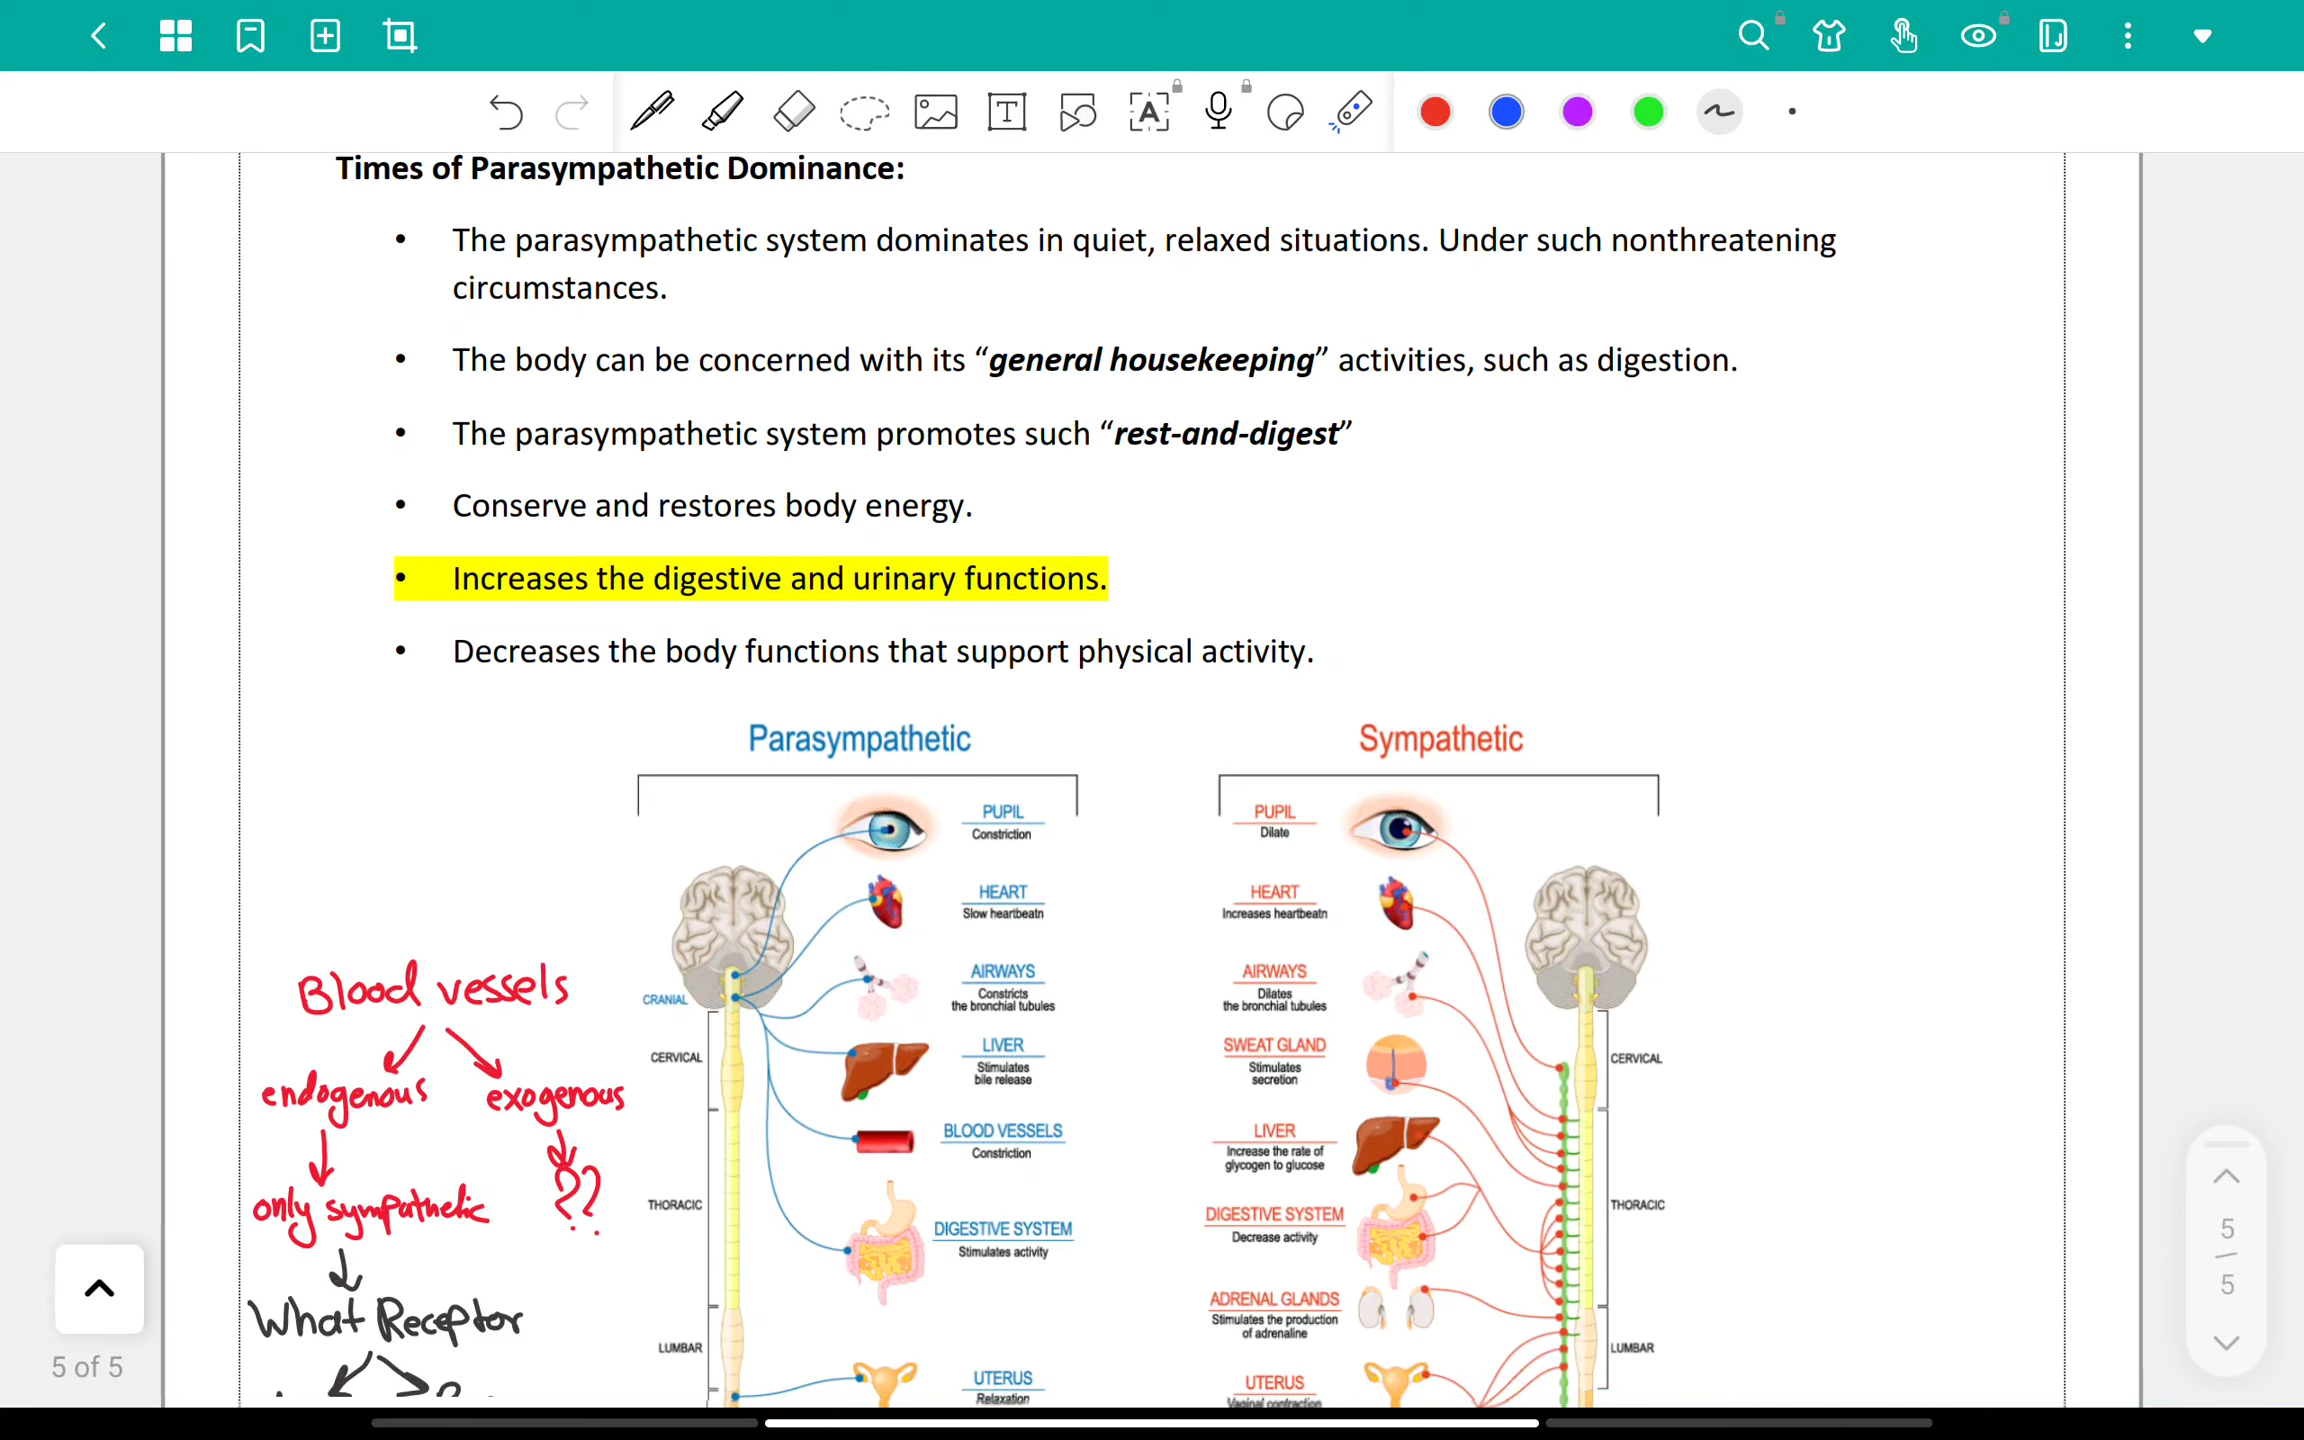 Times of Parasympathetic Dominance:
• The parasympathetic system dominates in quiet, relaxed situations. Under such nonthreatening
circumstances.
• The body can be concerned with its “general housekeeping” activities, such as digestion.
• The parasympathetic system promotes such “rest-and-digest”
• Conserve and restores body energy.
• Increases the digestive and urinary functions.
• Decreases the body functions that support physical activity.
Parasympathetic
PUPIL
Constriction
HEART
Slow heartbeatn
AIRWAYS
Constricts
the bronchial tubules
LIVER
Stimulates
bile release
BLOOD VESSELS
Constriction
DIGESTIVE SYSTEM
Stimulates activity
UTERUS
Relaxation
CRANIAL
CERVICAL
THORACIC
LUMBAR
Sympathetic
PUPIL
Dilate
HEART
Increases heartbeatn
AIRWAYS
Dilates
the bronchial tubules
SWEAT GLAND
Stimulates
secretion
LIVER
Increase the rate of
glycogen to glucose
DIGESTIVE SYSTEM
Decrease activity
ADRENAL GLANDS
Stimulates the production
of adrenaline
UTERUS
Vaginal contraction
CERVICAL
THORACIC
LUMBAR
Blood vessels
endogenous exogenous
only sympathetic ??
What Receptor
5 of 5
5
5